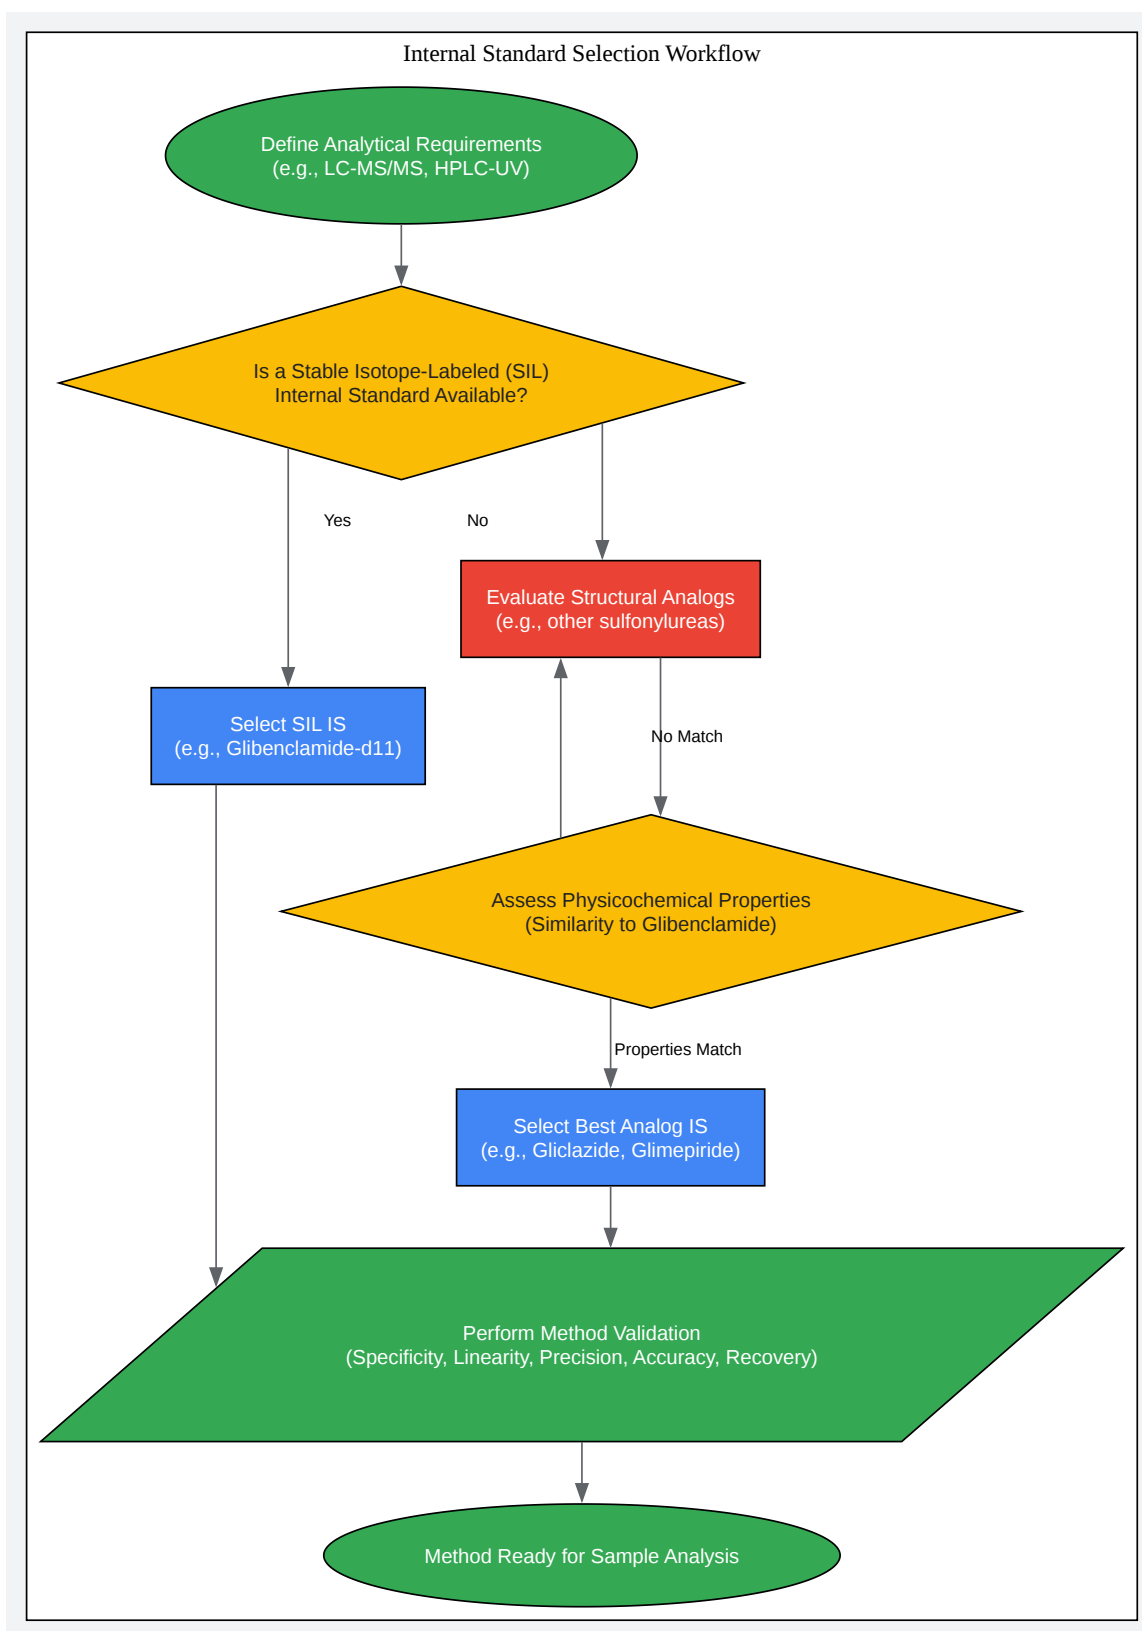 Internal Standard Selection Workflow
Define Analytical Requirements
(e.g., LC-MS/MS, HPLC-UV)
Is a Stable Isotope-Labeled (SIL)
Internal Standard Available?
Yes
No
Evaluate Structural Analogs
(e.g., other sulfonylureas)
Select SIL IS
(e.g., Glibenclamide-d11)
No Match
Assess Physicochemical Properties
(Similarity to Glibenclamide)
Properties Match
Select Best Analog IS
(e.g., Gliclazide, Glimepiride)
Perform Method Validation
(Specificity, Linearity, Precision, Accuracy, Recovery)
Method Ready for Sample Analysis